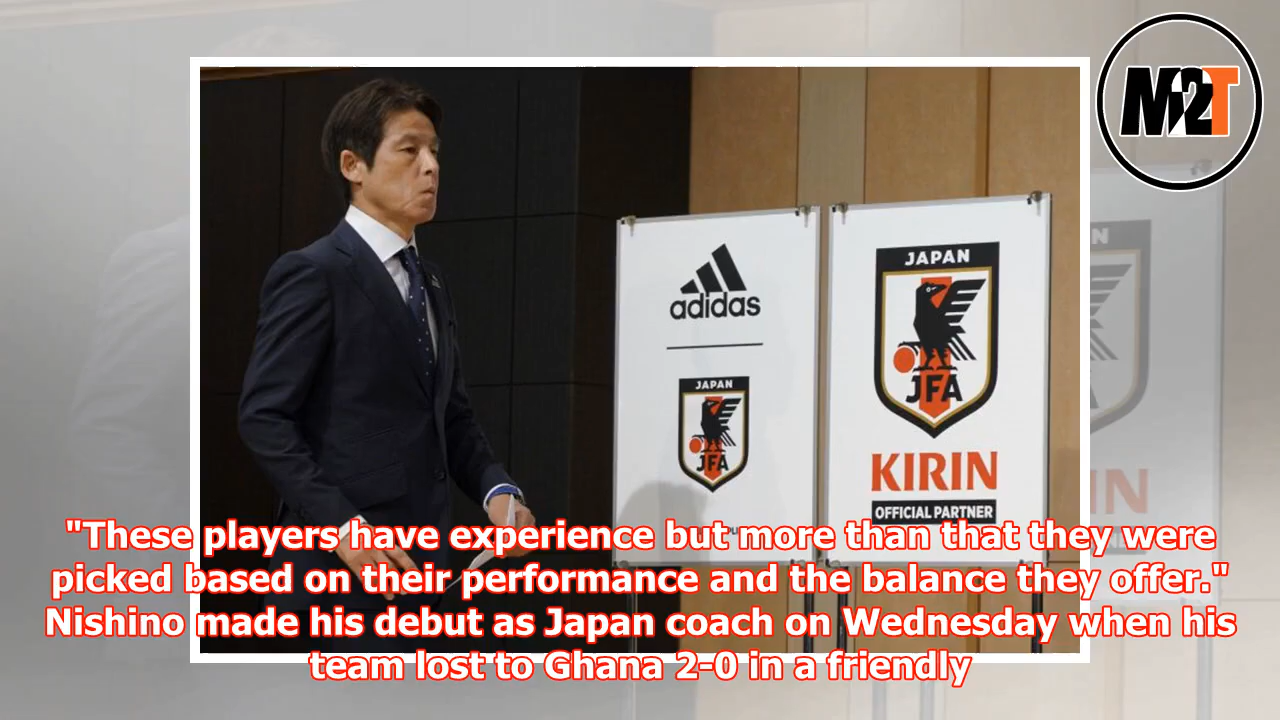 M2T
JAPAN
adidas
JFA
JAPAN
JFA
KIRIN
OFFICIAL PARTNER
N
IN
"These players have experience but more than that they were
picked based on their performance and the balance they offer."
Nishino made his debut as Japan coach on Wednesday when his
team lost to Ghana 2-0 in a friendly